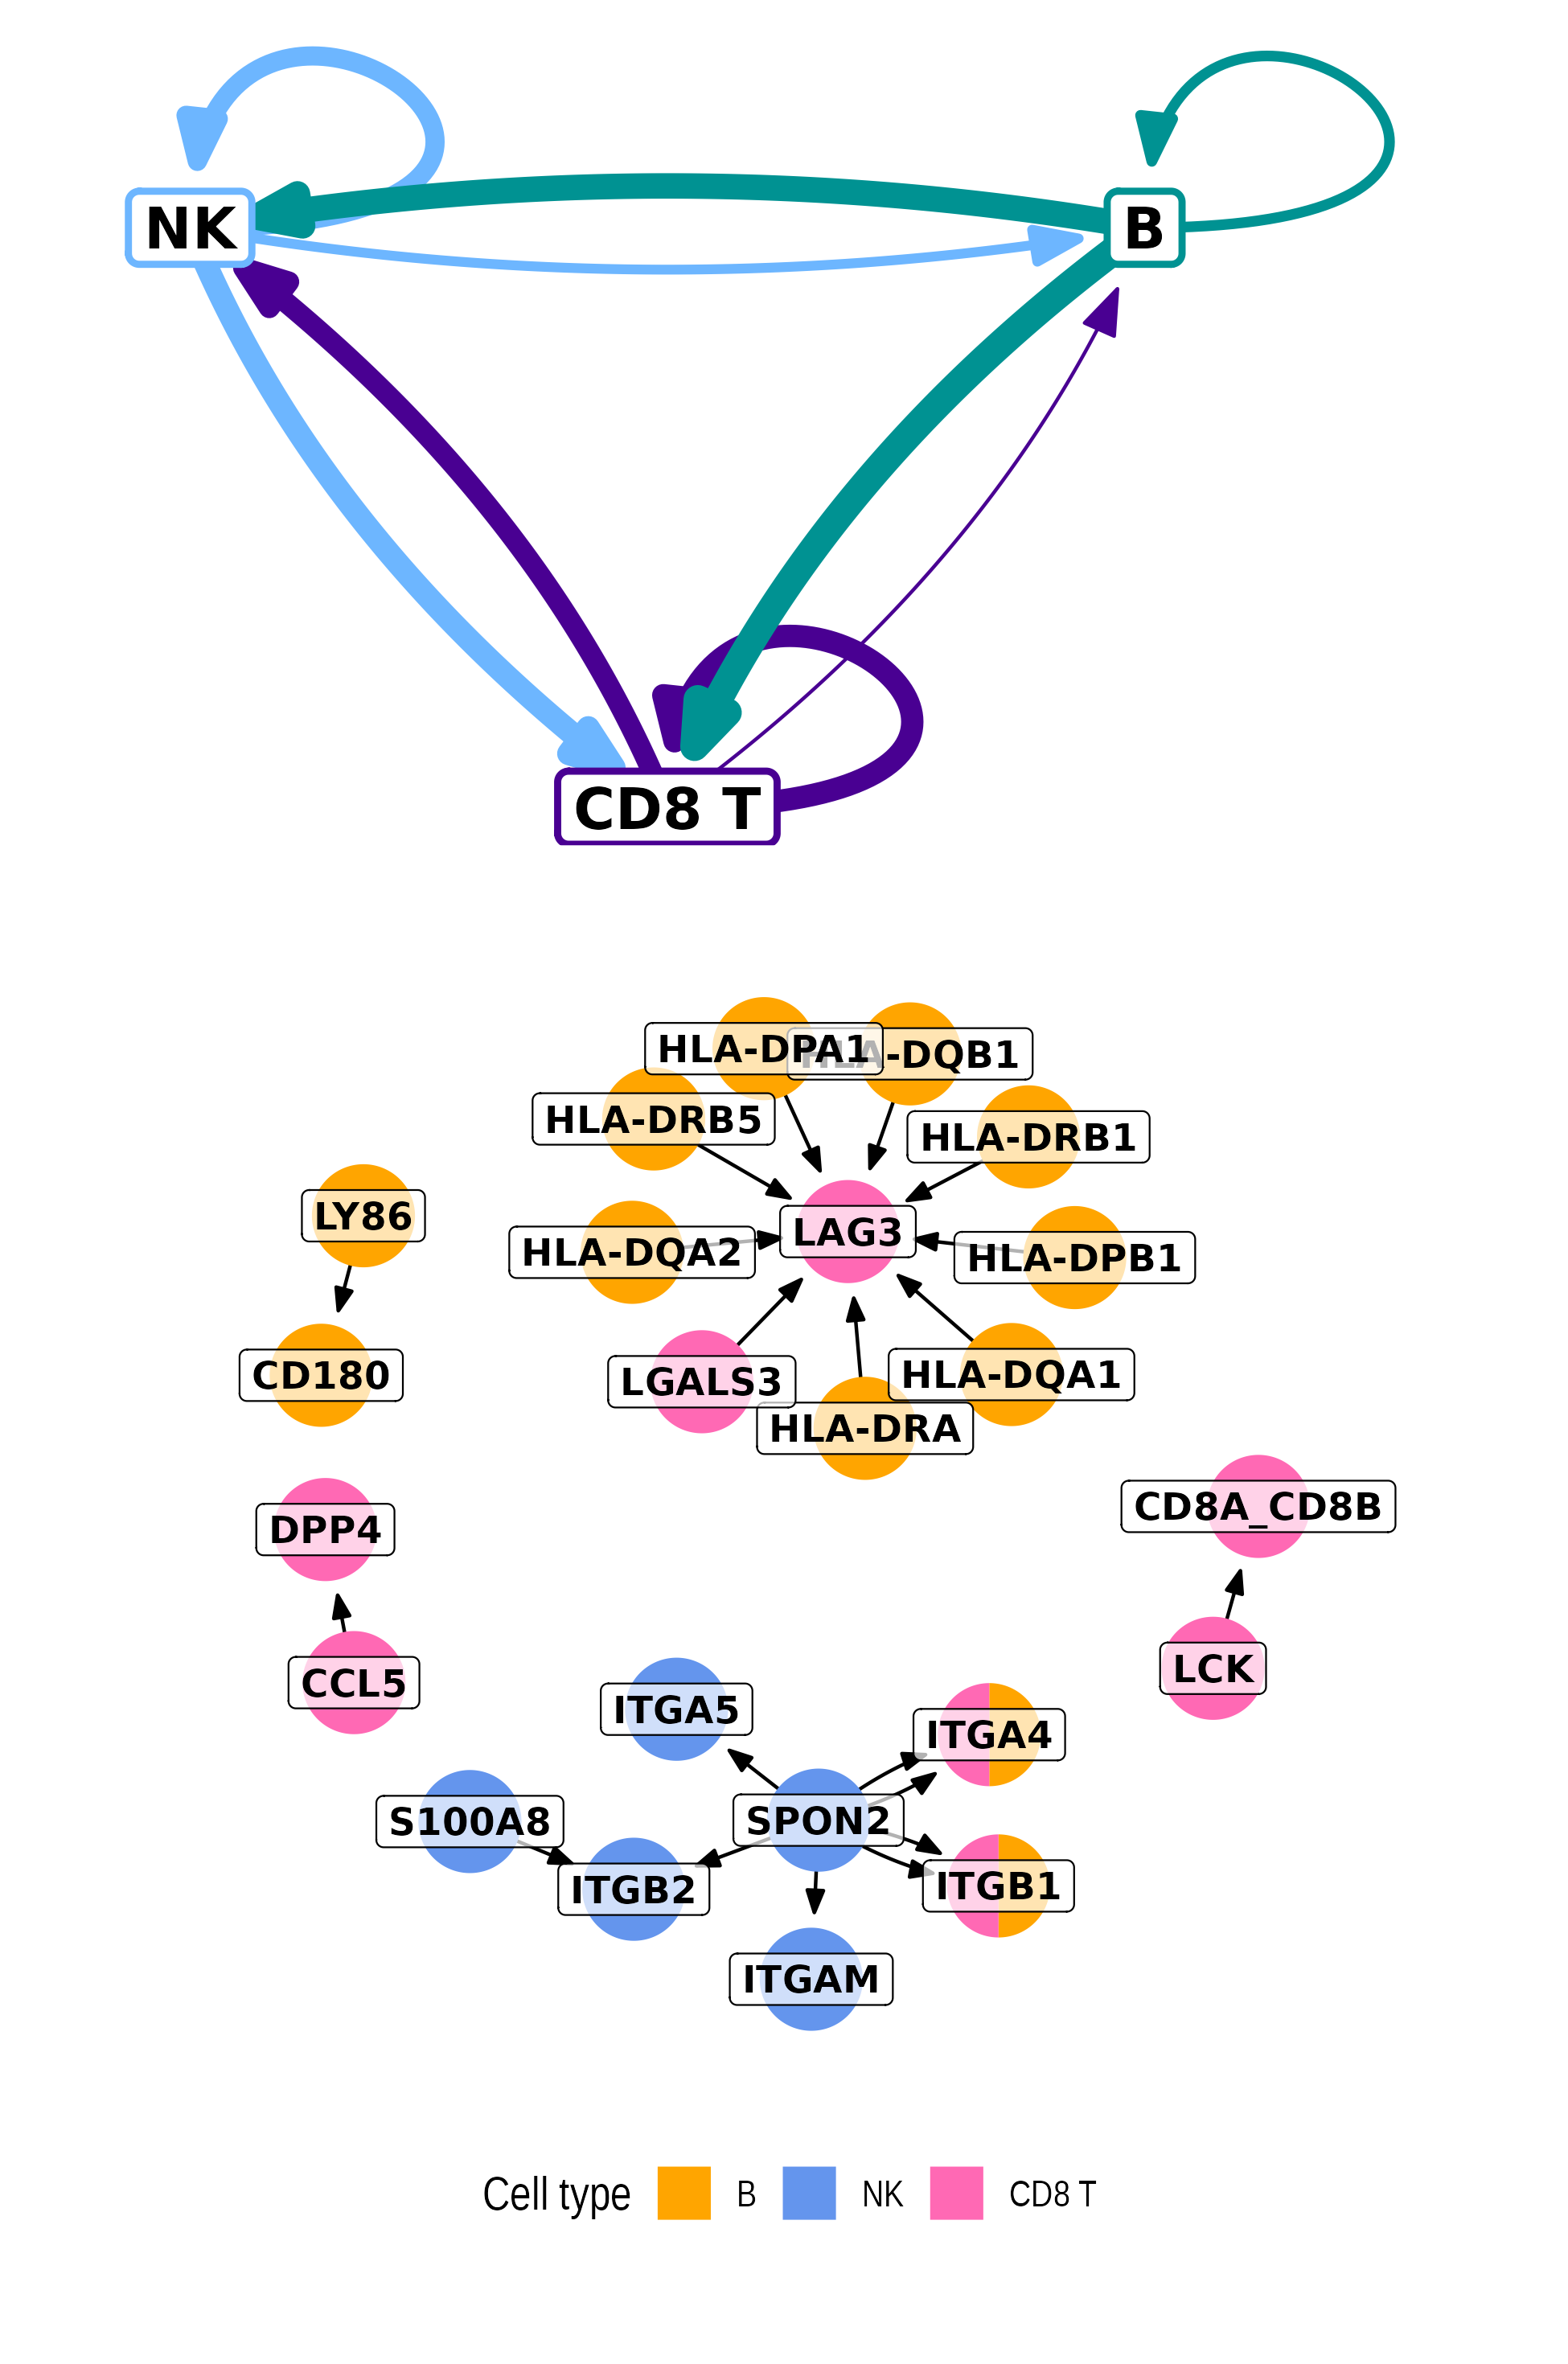 NK
B
CD8 T
HLA-DPA1
HLA-DQB1
HLA-DRB5
HLA-DRB1
LY86
LAG3
HLA-DQA2
HLA-DPB1
CD180
LGALS3
HLA-DQA1
HLA-DRA
CD8A_CD8B
DPP4
LCK
CCL5
ITGA5
ITGA4
S100A8
SPON2
ITGB2
ITGB1
ITGAM
Cell type B NK CD8 T